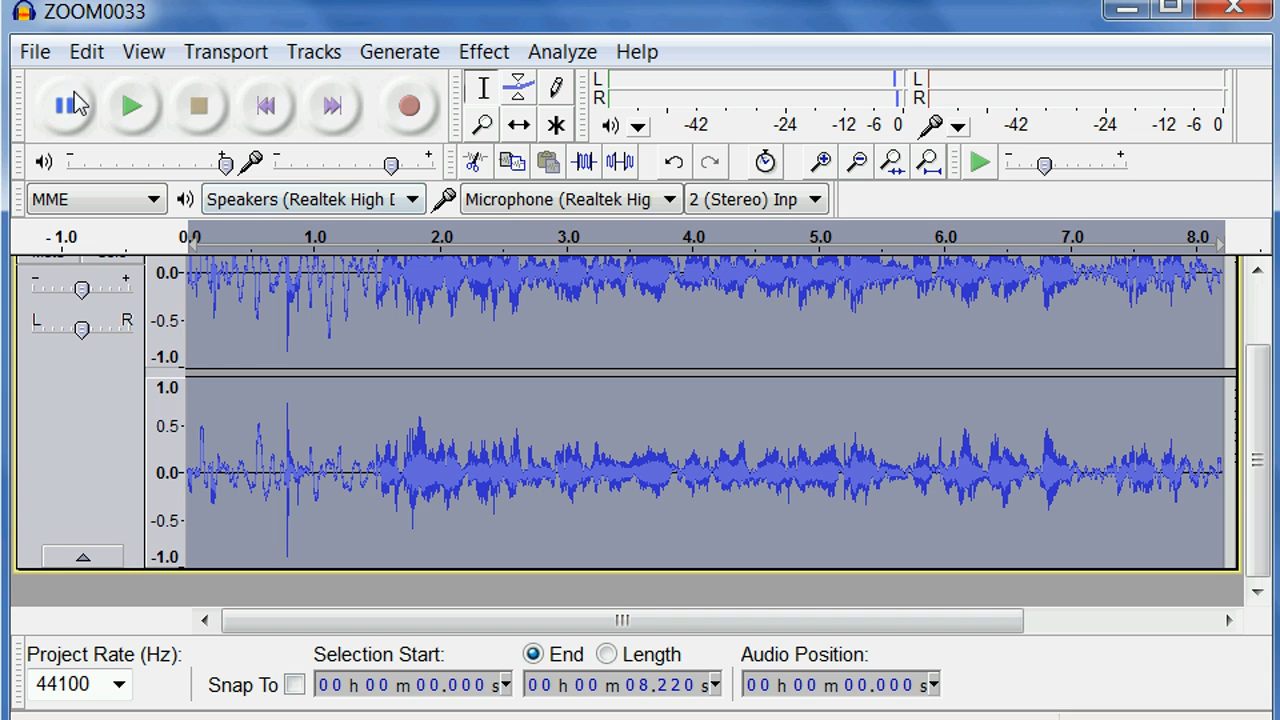 ZOOM0033
File Edit View Transport Tracks Generate Effect Analyze Help
L L
R R
-42 -24 -12 -6 0 -42 -24 -12 -6 0
- + - + - +
MME Speakers (Realtek High [ Microphone (Realtek Hig 2 (Stereo) Inp
- 1.0 0.0 1.0 2.0 3.0 4.0 5.0 6.0 7.0 8.0
- + 0.0-
L R -0.5-
-1.0
1.0
0.5-
0.0-
-0.5-
-1.0
Project Rate (Hz): Selection Start: End Length Audio Position:
44100 Snap To 00 h 00 m 00.000 s 00 h 00 m 08.220 s 00 h 00 m 00.000 s